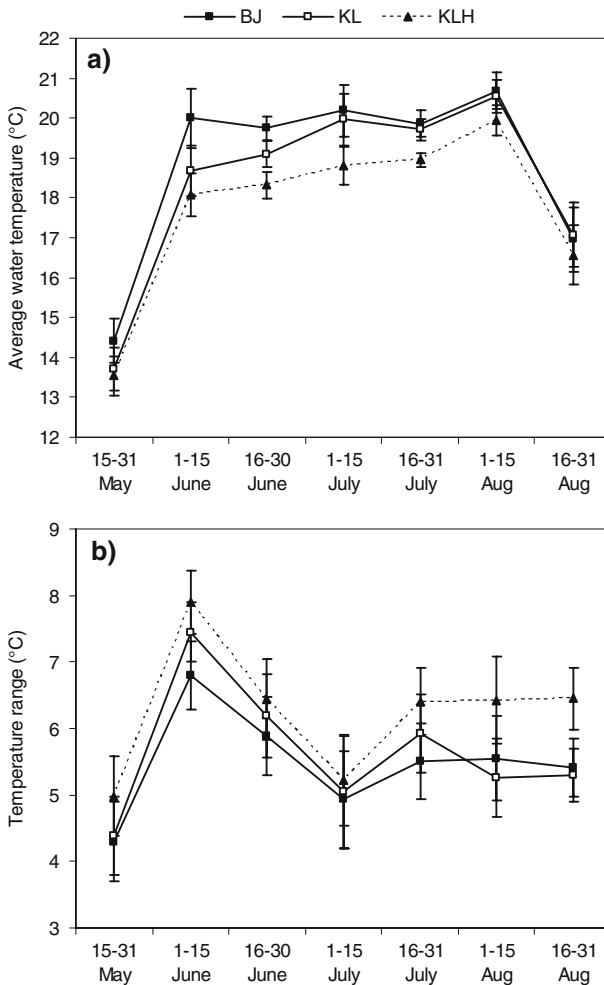 BJ KL KLH
a)
Average water temperature (°C)
22
21
20
19
18
17
16
15
14
13
12
15-31 1-15 16-30 1-15 16-31 1-15 16-31
May June June July July Aug Aug
b)
Temperature range (°C)
9
8
7
6
5
4
3
15-31 1-15 16-30 1-15 16-31 1-15 16-31
May June June July July Aug Aug